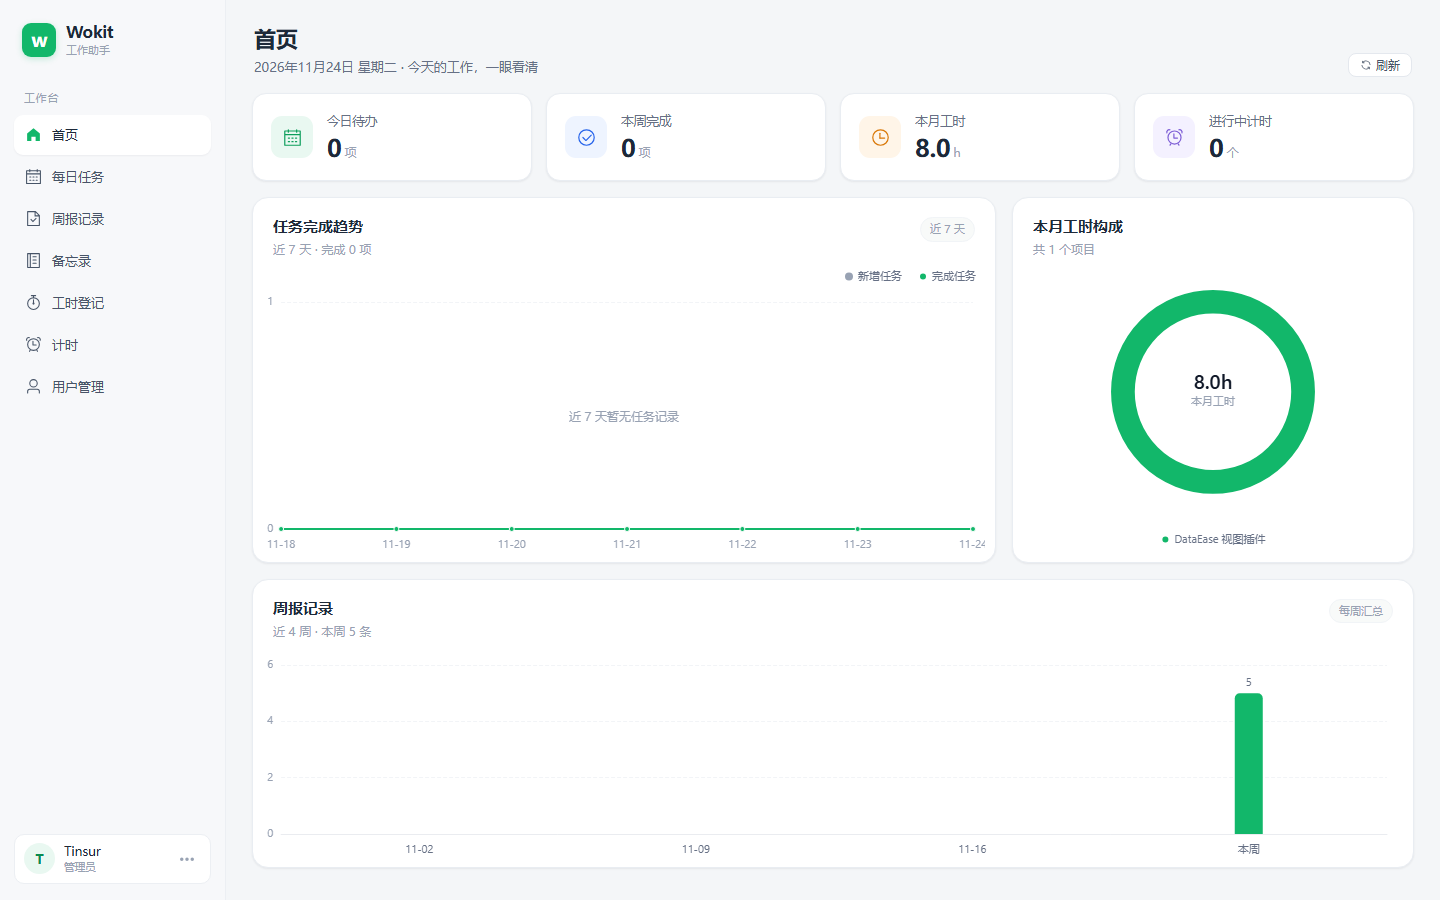 w
Wokit
工作助手
工作台
首页
每日任务
周报记录
备忘录
工时登记
计时
用户管理
T
Tinsur
管理员
首页
2026年11月24日 星期二 · 今天的工作，一眼看清
刷新
今日待办
0 项
本周完成
0 项
本月工时
8.0 h
进行中计时
0 个
任务完成趋势
近 7 天 · 完成 0 项
近 7 天
新增任务
完成任务
1
近 7 天暂无任务记录
0
11-18
11-19
11-20
11-21
11-22
11-23
11-24
本月工时构成
共 1 个项目
8.0h
本月工时
DataEase 视图插件
周报记录
近 4 周 · 本周 5 条
每周汇总
6
5
4
2
0
11-02
11-09
11-16
本周